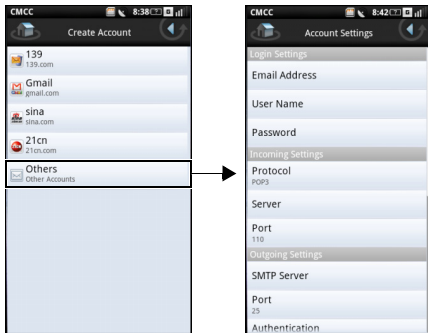 CMCC 8:38
Create Account
139
139.com
Gmail
gmail.com
sina
sina.com
21cn
21cn.com
Others
Other Accounts
CMCC 8:42
Account Settings
Login Settings
Email Address
User Name
Password
Incoming Settings
Protocol
POP3
Server
Port
110
Outgoing Settings
SMTP Server
Port
25
Authentication